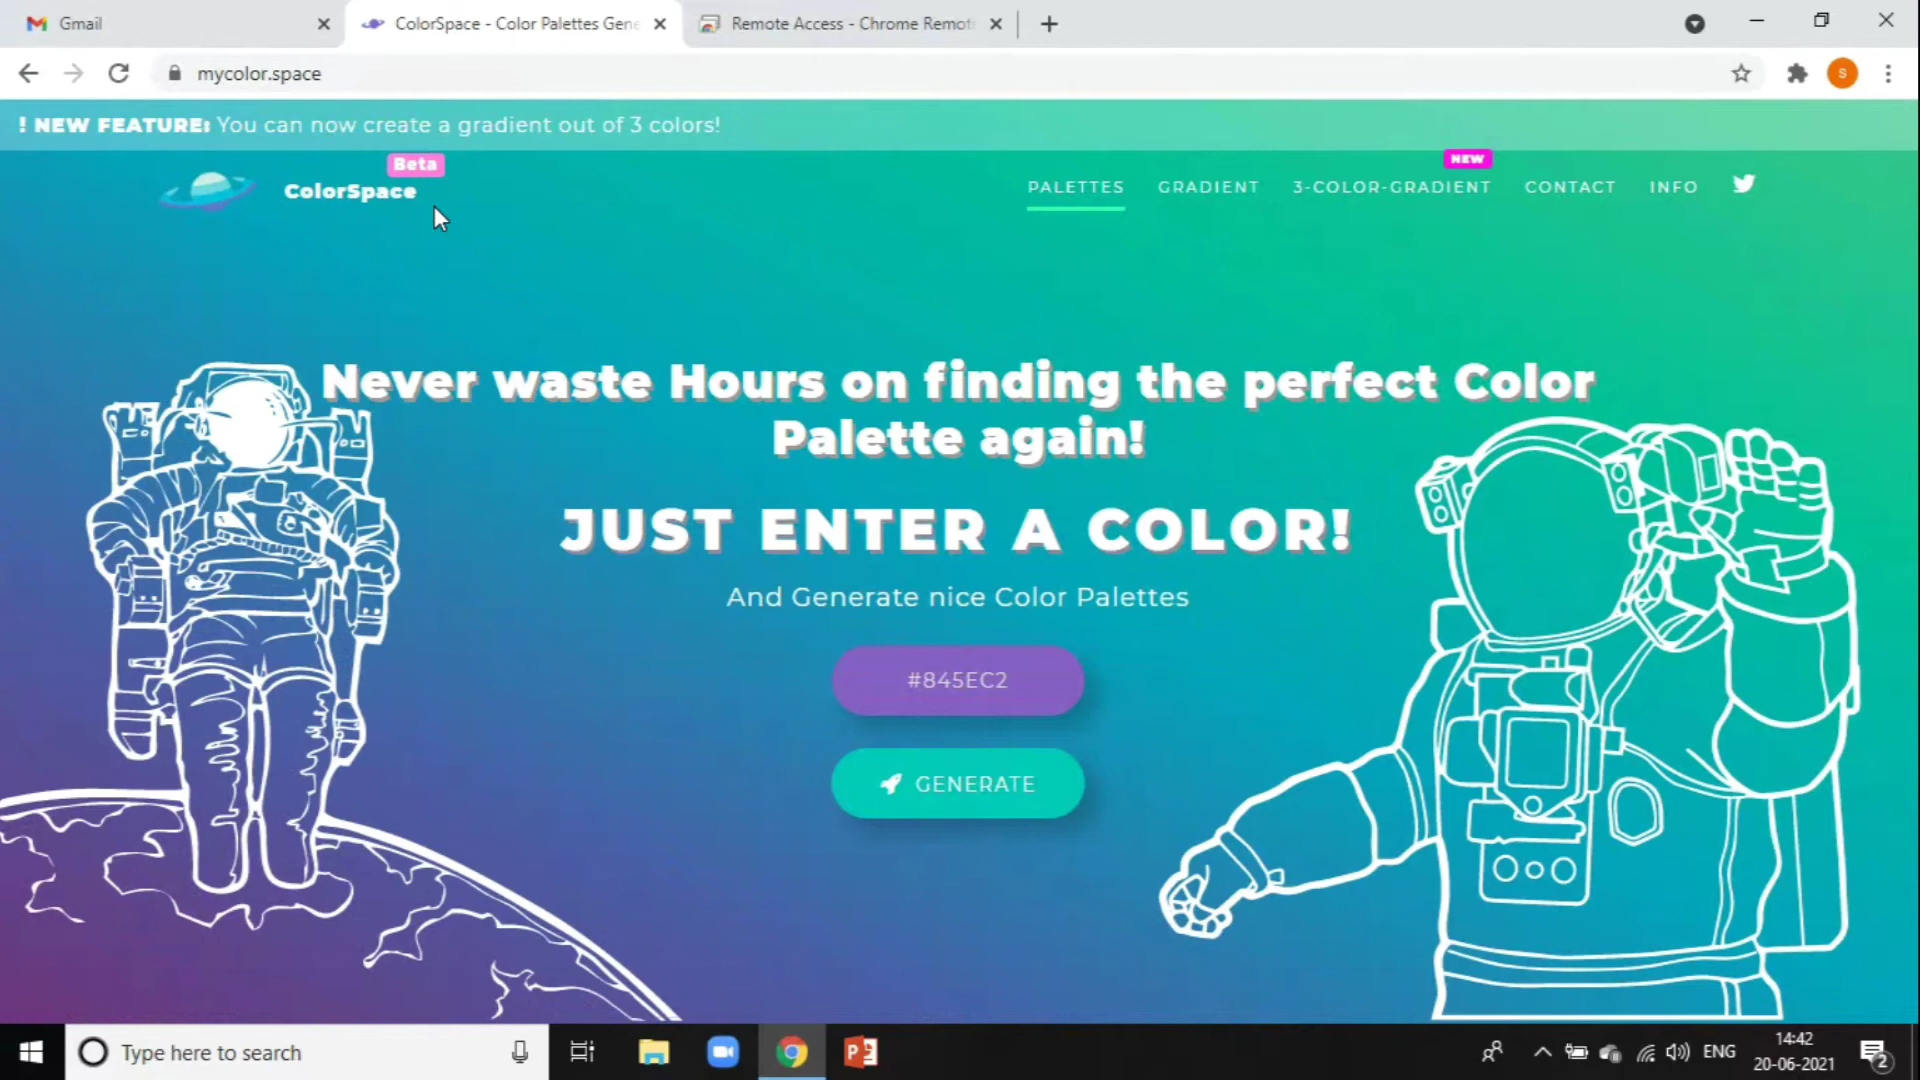 Gmail
ColorSpace - Color Palettes Gene
Remote Access - Chrome Remot
mycolor.space
S
! NEW FEATURE: You can now create a gradient out of 3 colors!
Beta
ColorSpace
NEW
PALETTES GRADIENT 3-COLOR-GRADIENT CONTACT INFO
Never waste Hours on finding the perfect Color
Palette again!
JUST ENTER A COLOR!
And Generate nice Color Palettes
#845EC2
GENERATE
Type here to search
ENG
14:42
20-06-2021
2